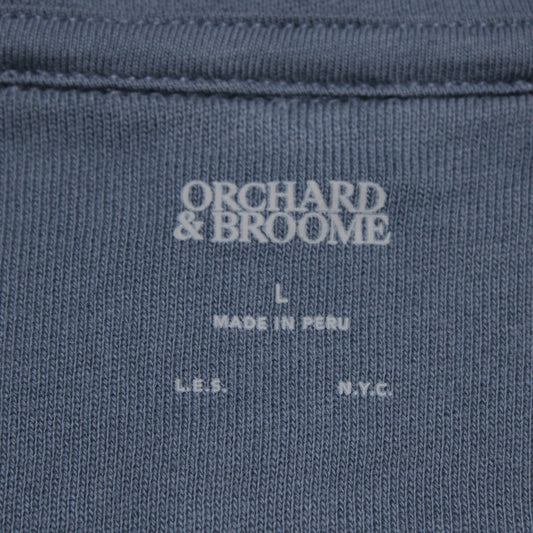 ORCHARD
& BROOME
L
MADE IN PERU
L.E.S. N.Y.C.